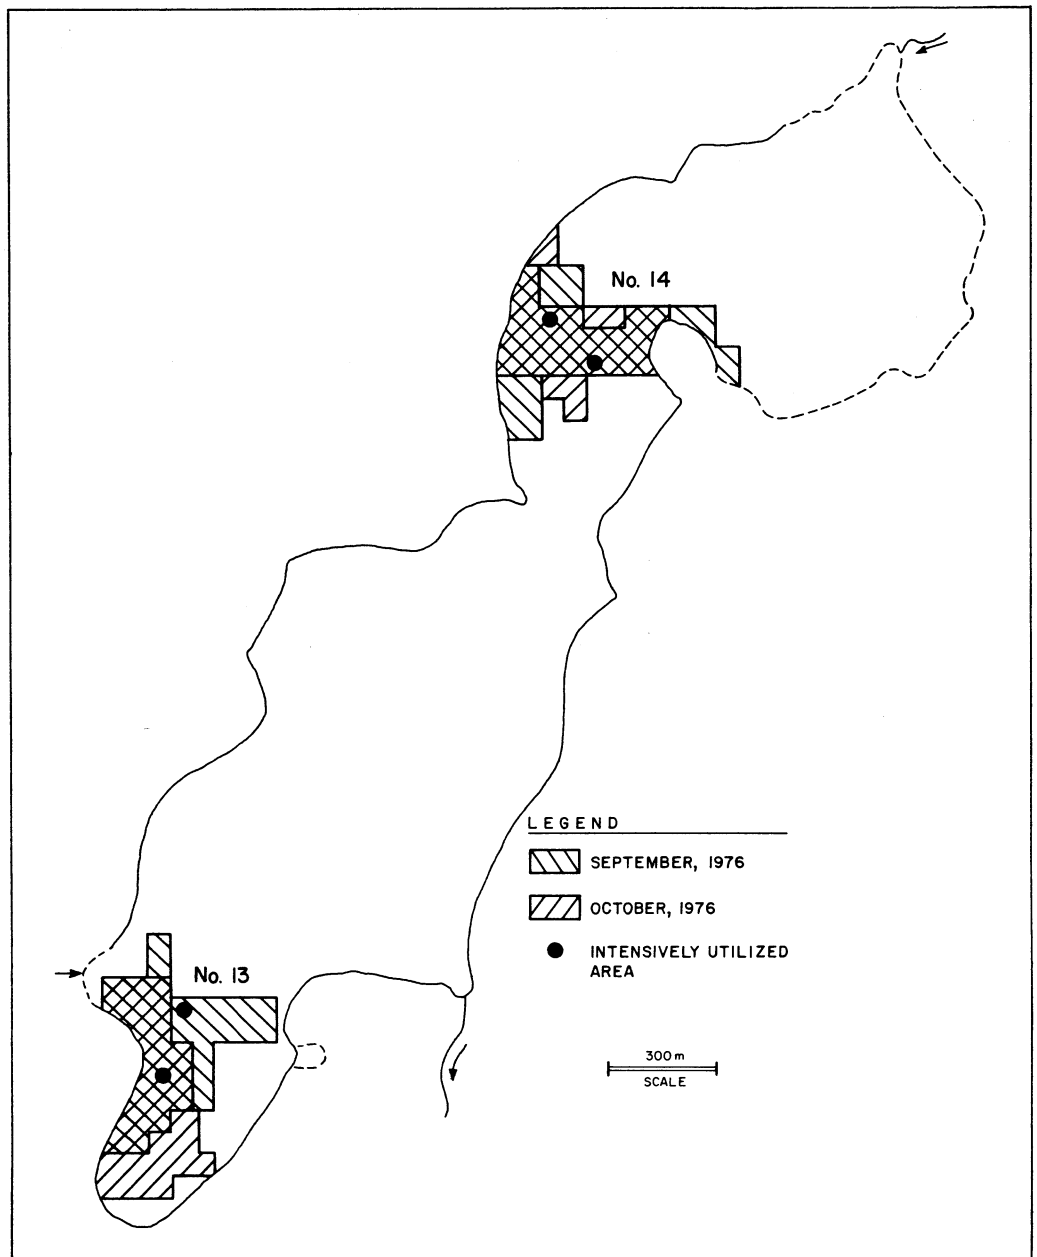 No. 14
LEGEND
SEPTEMBER, 1976
OCTOBER, 1976
INTENSIVELY UTILIZED
AREA
No. 13
300 m
SCALE